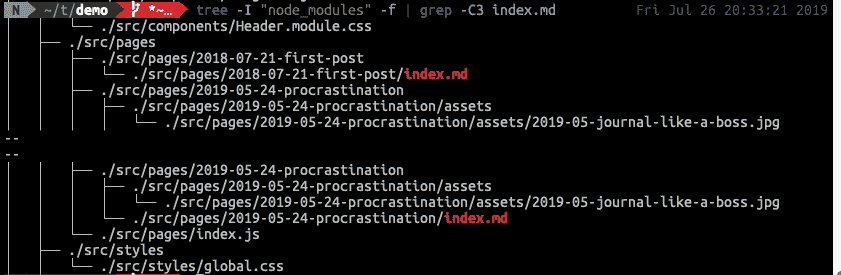 N ~/t/demo *~… tree -I "node_modules" -f | grep -C3 index.md Fri Jul 26 20:33:21 2019
│   │   └── ./src/components/Header.module.css
│   ├── ./src/pages
│   │   ├── ./src/pages/2018-07-21-first-post
│   │   │   └── ./src/pages/2018-07-21-first-post/index.md
│   │   ├── ./src/pages/2019-05-24-procrastination
│   │   │   ├── ./src/pages/2019-05-24-procrastination/assets
│   │   │   │   └── ./src/pages/2019-05-24-procrastination/assets/2019-05-journal-like-a-boss.jpg
--
--
│   │   ├── ./src/pages/2019-05-24-procrastination
│   │   │   ├── ./src/pages/2019-05-24-procrastination/assets
│   │   │   │   └── ./src/pages/2019-05-24-procrastination/assets/2019-05-journal-like-a-boss.jpg
│   │   │   └── ./src/pages/2019-05-24-procrastination/index.md
│   │   └── ./src/pages/index.js
│   ├── ./src/styles
│   │   └── ./src/styles/global.css